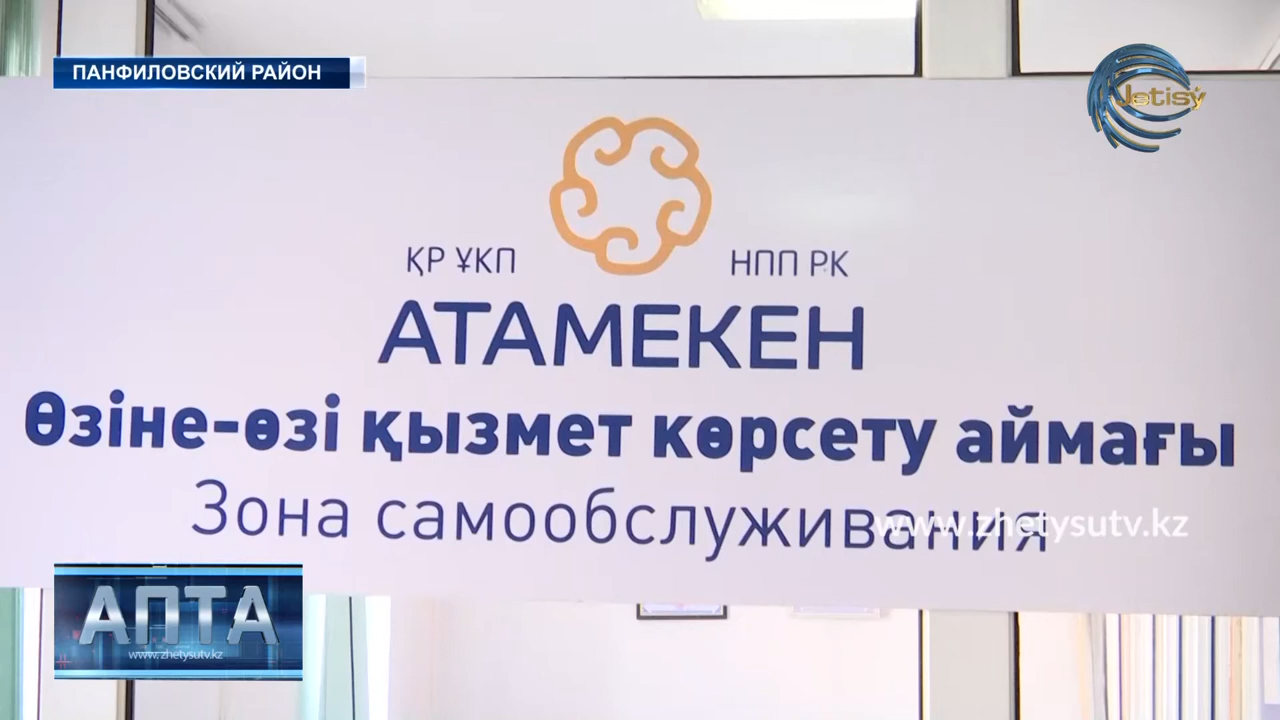 ПАНФИЛОВСКИЙ РАЙОН
Jetisy
ҚР ҰКП
НПП РК
АТАМЕКЕН
Өзіне-өзі қызмет көрсету аймағы
Зона самообслуживания
www.zhetysutv.kz
АПТА
www.zhetysutv.kz